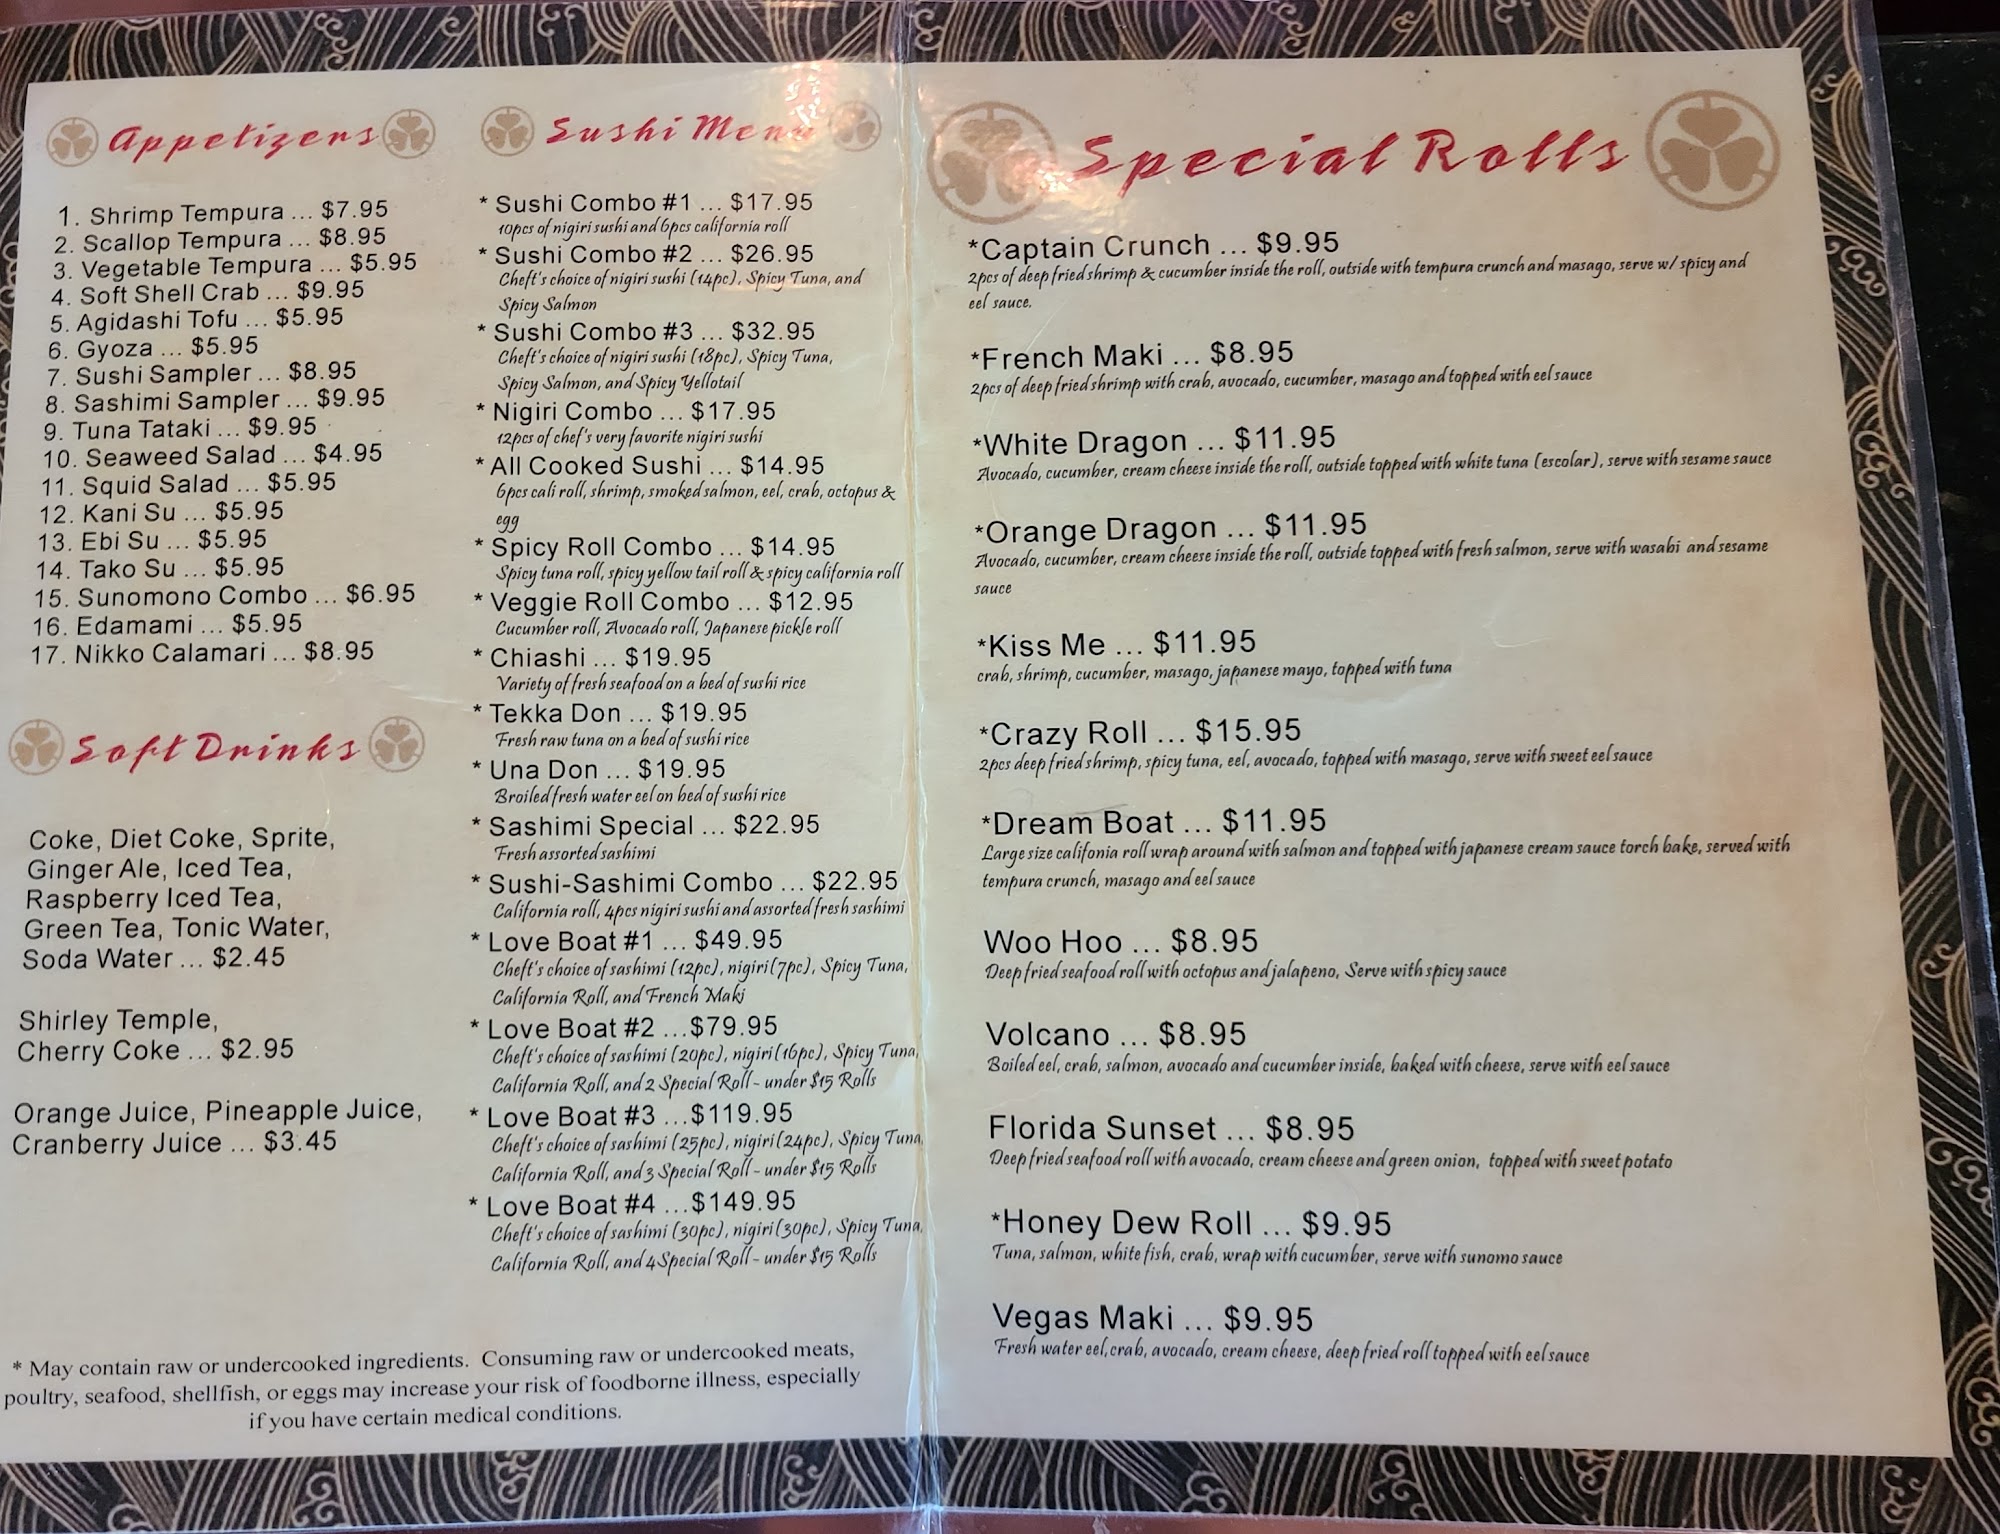 Appetizers
1. Shrimp Tempura ... $7.95
2. Scallop Tempura ... $8.95
3. Vegetable Tempura ... $5.95
4. Soft Shell Crab ... $9.95
5. Agidashi Tofu ... $5.95
6. Gyoza ... $5.95
7. Sushi Sampler ... $8.95
8. Sashimi Sampler ... $9.95
9. Tuna Tataki ... $9.95
10. Seaweed Salad ... $4.95
11. Squid Salad ... $5.95
12. Kani Su ... $5.95
13. Ebi Su ... $5.95
14. Tako Su ... $5.95
15. Sunomono Combo ... $6.95
16. Edamami ... $5.95
17. Nikko Calamari ... $8.95
Soft Drinks
Coke, Diet Coke, Sprite,
Ginger Ale, Iced Tea,
Raspberry Iced Tea,
Green Tea, Tonic Water,
Soda Water ... $2.45
Shirley Temple,
Cherry Coke ... $2.95
Orange Juice, Pineapple Juice,
Cranberry Juice ... $3.45
Sushi Menu
* Sushi Combo #1 ... $17.95
10pcs of nigiri sushi and 6pcs california roll
* Sushi Combo #2 ... $26.95
Cheft's choice of nigiri sushi (14pc), Spicy Tuna, and
Spicy Salmon
* Sushi Combo #3 ... $32.95
Cheft's choice of nigiri sushi (18pc), Spicy Tuna,
Spicy Salmon, and Spicy Yellotail
* Nigiri Combo ... $17.95
12pcs of chef's very favorite nigiri sushi
* All Cooked Sushi ... $14.95
6pcs cali roll, shrimp, smoked salmon, eel, crab, octopus &
egg
* Spicy Roll Combo ... $14.95
Spicy tuna roll, spicy yellow tail roll & spicy california roll
* Veggie Roll Combo ... $12.95
Cucumber roll, Avocado roll, Japanese pickle roll
* Chiashi ... $19.95
Variety of fresh seafood on a bed of sushi rice
* Tekka Don ... $19.95
Fresh raw tuna on a bed of sushi rice
* Una Don ... $19.95
Broiled fresh water eel on bed of sushi rice
* Sashimi Special ... $22.95
Fresh assorted sashimi
* Sushi-Sashimi Combo ... $22.95
California roll, 4pcs nigiri sushi and assorted fresh sashimi
* Love Boat #1 ... $49.95
Cheft's choice of sashimi (12pc), nigiri(7pc), Spicy Tuna,
California Roll, and French Maki
* Love Boat #2 ...$79.95
Cheft's choice of sashimi (20pc), nigiri(16pc), Spicy Tuna,
California Roll, and 2 Special Roll - under $15 Rolls
* Love Boat #3 ...$119.95
Cheft's choice of sashimi (25pc), nigiri(24pc), Spicy Tuna,
California Roll, and 3 Special Roll - under $15 Rolls
* Love Boat #4 ...$149.95
Cheft's choice of sashimi (30pc), nigiri(30pc), Spicy Tuna,
California Roll, and 4 Special Roll - under $15 Rolls
* May contain raw or undercooked ingredients. Consuming raw or undercooked meats,
poultry, seafood, shellfish, or eggs may increase your risk of foodborne illness, especially
if you have certain medical conditions.
Special Rolls
*Captain Crunch ... $9.95
2pcs of deep fried shrimp & cucumber inside the roll, outside with tempura crunch and masago, serve w/ spicy and
eel sauce.
*French Maki ... $8.95
2pcs of deep fried shrimp with crab, avocado, cucumber, masago and topped with eel sauce
*White Dragon ... $11.95
Avocado, cucumber, cream cheese inside the roll, outside topped with white tuna (escolar), serve with sesame sauce
*Orange Dragon ... $11.95
Avocado, cucumber, cream cheese inside the roll, outside topped with fresh salmon, serve with wasabi and sesame
sauce
*Kiss Me ... $11.95
crab, shrimp, cucumber, masago, japanese mayo, topped with tuna
*Crazy Roll ... $15.95
2pcs deep fried shrimp, spicy tuna, eel, avocado, topped with masago, serve with sweet eel sauce
*Dream Boat ... $11.95
Large size califonia roll wrap around with salmon and topped with japanese cream sauce torch bake, served with
tempura crunch, masago and eel sauce
Woo Hoo ... $8.95
Deep fried seafood roll with octopus and jalapeno, Serve with spicy sauce
Volcano ... $8.95
Boiled eel, crab, salmon, avocado and cucumber inside, baked with cheese, serve with eel sauce
Florida Sunset ... $8.95
Deep fried seafood roll with avocado, cream cheese and green onion, topped with sweet potato
*Honey Dew Roll ... $9.95
Tuna, salmon, white fish, crab, wrap with cucumber, serve with sunomo sauce
Vegas Maki ... $9.95
Fresh water eel, crab, avocado, cream cheese, deep fried roll topped with eel sauce